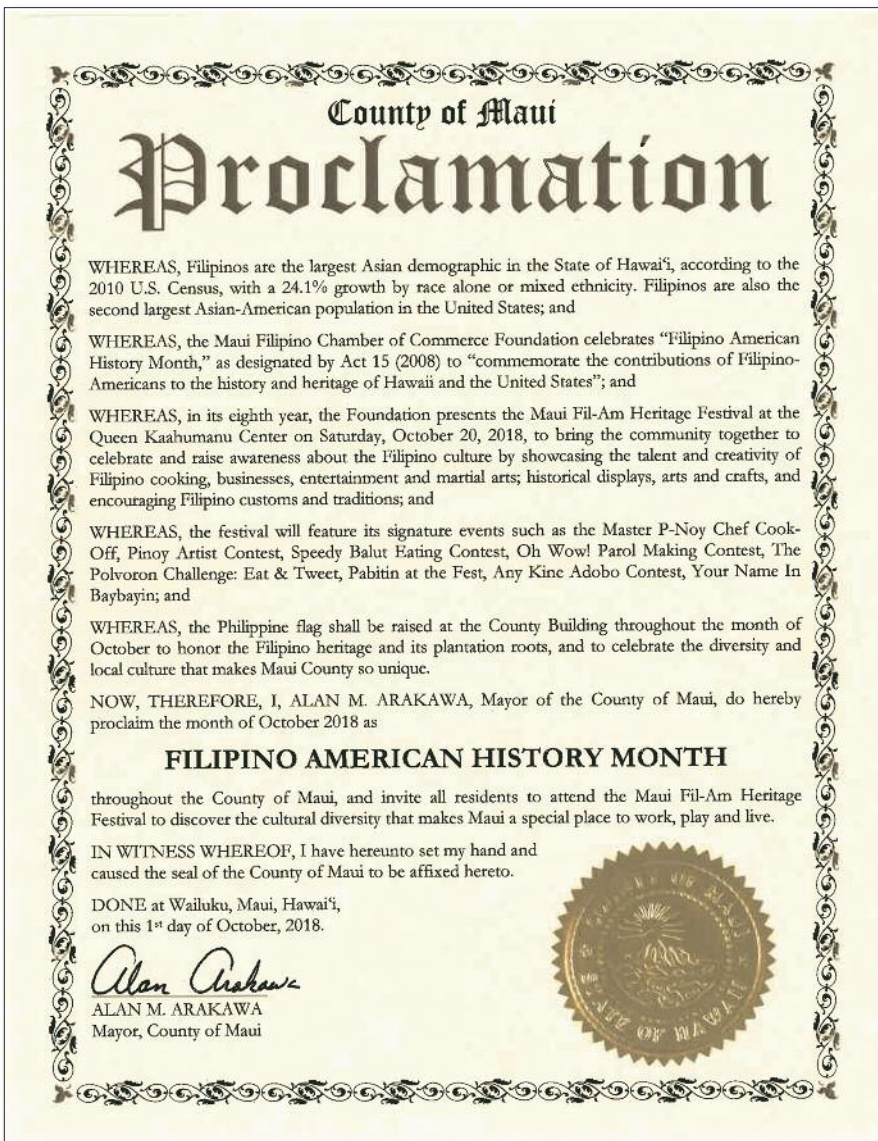 County of Maui
Proclamation
WHEREAS, Filipinos are the largest Asian demographic in the State of Hawai‘i, according to the
2010 U.S. Census, with a 24.1% growth by race alone or mixed ethnicity. Filipinos are also the
second largest Asian-American population in the United States; and
WHEREAS, the Maui Filipino Chamber of Commerce Foundation celebrates “Filipino American
History Month,” as designated by Act 15 (2008) to “commemorate the contributions of Filipino-
Americans to the history and heritage of Hawaii and the United States”; and
WHEREAS, in its eighth year, the Foundation presents the Maui Fil-Am Heritage Festival at the
Queen Kaahumanu Center on Saturday, October 20, 2018, to bring the community together to
celebrate and raise awareness about the Filipino culture by showcasing the talent and creativity of
Filipino cooking, businesses, entertainment and martial arts; historical displays, arts and crafts, and
encouraging Filipino customs and traditions; and
WHEREAS, the festival will feature its signature events such as the Master P-Noy Chef Cook-
Off, Pinoy Artist Contest, Speedy Balut Eating Contest, Oh Wow! Parol Making Contest, The
Polvoron Challenge: Eat & Tweet, Pabitin at the Fest, Any Kine Adobo Contest, Your Name In
Baybayin; and
WHEREAS, the Philippine flag shall be raised at the County Building throughout the month of
October to honor the Filipino heritage and its plantation roots, and to celebrate the diversity and
local culture that makes Maui County so unique.
NOW, THEREFORE, I, ALAN M. ARAKAWA, Mayor of the County of Maui, do hereby
proclaim the month of October 2018 as
FILIPINO AMERICAN HISTORY MONTH
throughout the County of Maui, and invite all residents to attend the Maui Fil-Am Heritage
Festival to discover the cultural diversity that makes Maui a special place to work, play and live.
IN WITNESS WHEREOF, I have hereunto set my hand and
caused the seal of the County of Maui to be affixed hereto.
DONE at Wailuku, Maui, Hawai‘i,
on this 1st day of October, 2018.
Alan Arakawa
ALAN M. ARAKAWA
Mayor, County of Maui